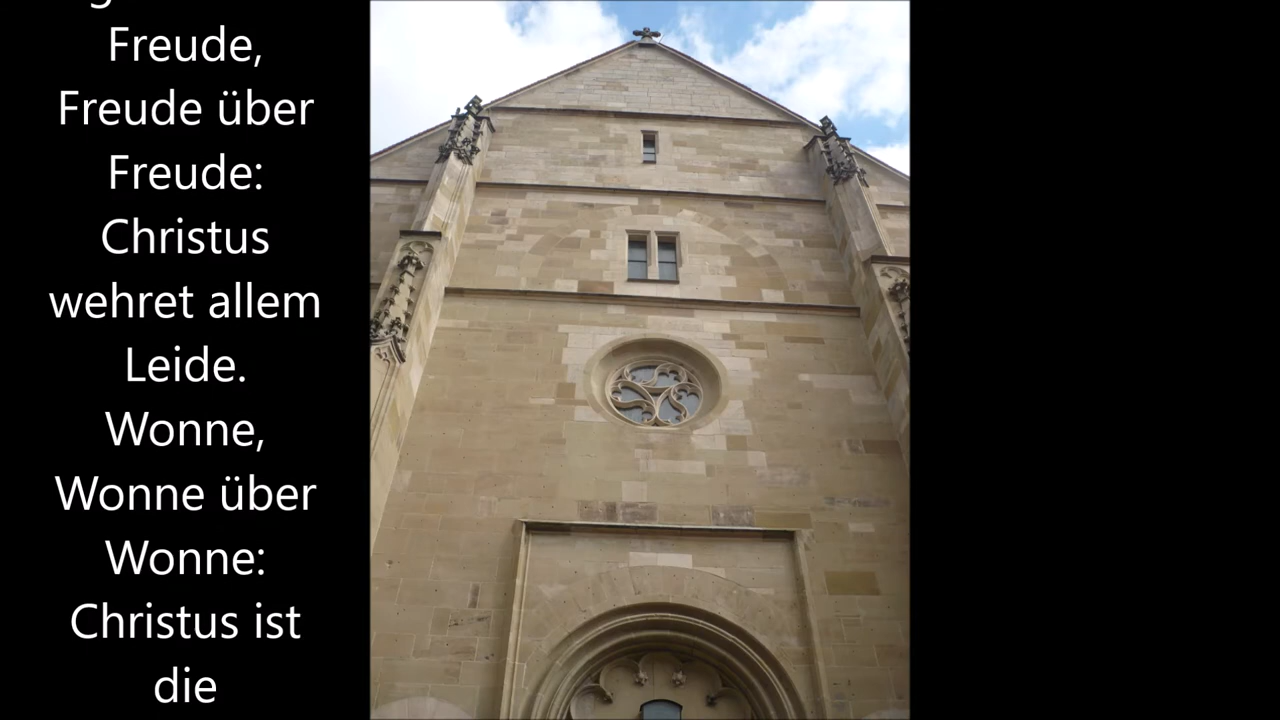 Freude,
Freude über
Freude:
Christus
wehret allem
Leide.
Wonne,
Wonne über
Wonne:
Christus ist
die